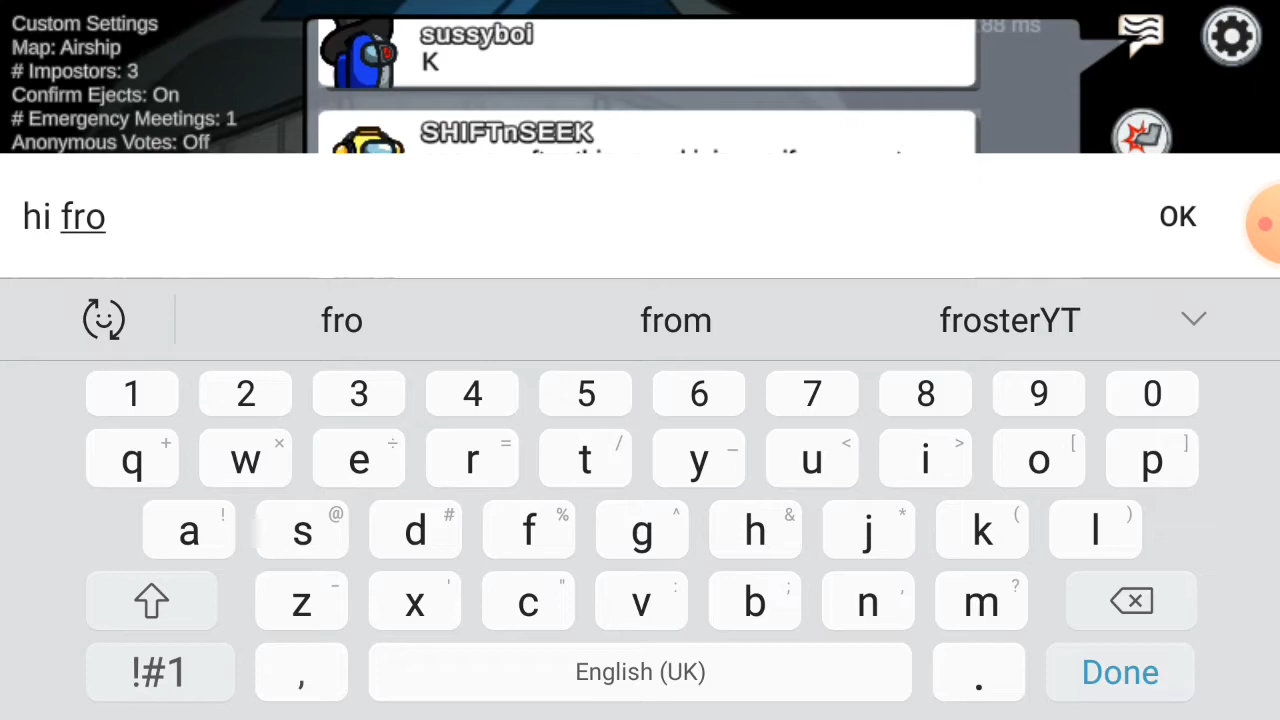 Custom Settings
Map: Airship
# Impostors: 3
Confirm Ejects: On
# Emergency Meetings: 1
Anonymous Votes: Off
sussyboi
K
88 ms
SHIFTnSEEK
hi fro
OK
fro from frosterYT
1 2 3 4 5 6 7 8 9 0
q + w × e ÷ r = t / y _ u < i > o [ p ]
a ! s @ d # f % g ^ h & j * k ( l )
z - x ' c " v : b ; n , m ?
!#1 , English (UK) . Done